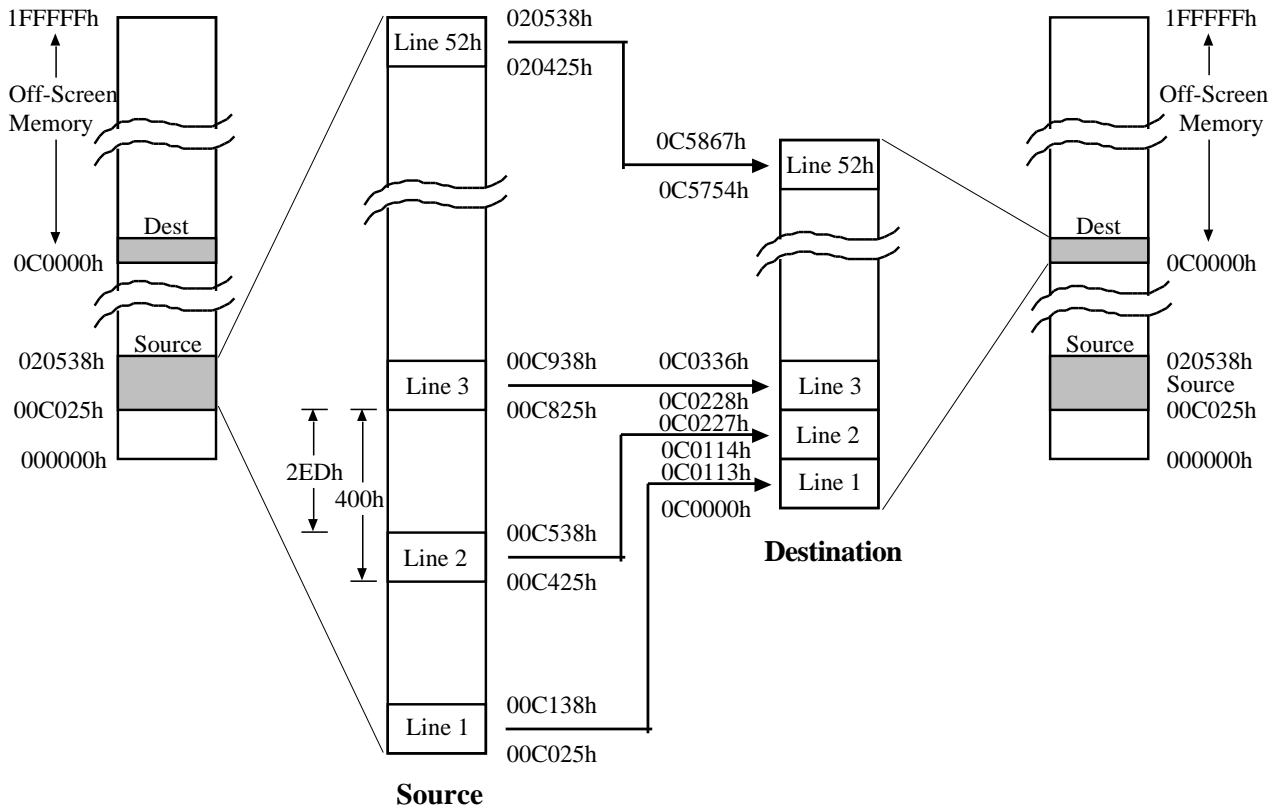 1FFFFFh
Off-Screen
Memory
Dest
0C0000h
Source
020538h
00C025h
000000h
Line 52h
020538h
020425h
Line 3
00C938h
00C825h
2EDh
400h
Line 2
00C538h
00C425h
Line 1
00C138h
00C025h
Source
0C5867h
0C5754h
Line 52h
0C0336h
0C0228h
Line 3
0C0227h
0C0114h
Line 2
0C0113h
0C0000h
Line 1
Destination
1FFFFFh
Off-Screen
Memory
Dest
0C0000h
Source
020538h
Source
00C025h
000000h